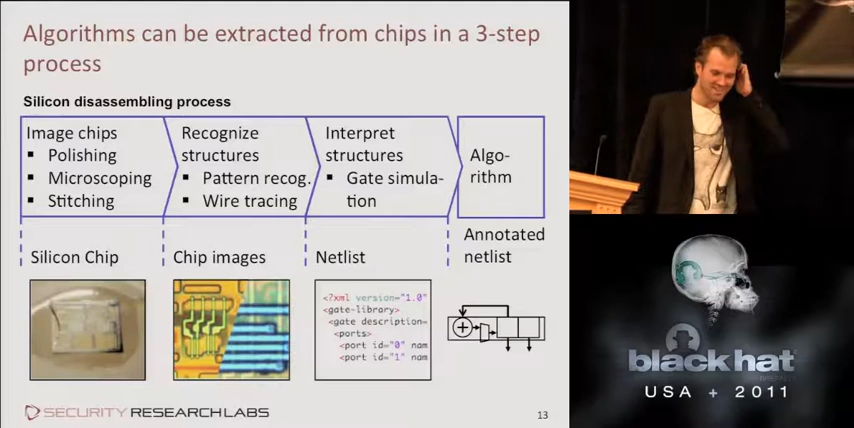 Algorithms can be extracted from chips in a 3-step
process
Silicon disassembling process
Image chips
▪ Polishing
▪ Microscoping
▪ Stitching
Recognize
structures
▪ Pattern recog.
▪ Wire tracing
Interpret
structures
▪ Gate simula-
tion
Algo-
rithm
Silicon Chip
Chip images
Netlist
Annotated
netlist
<?xml version="1.0"
<gate-library>
<gate description=
<ports>
<port id="0" nam
<port id="1" nam
SECURITY RESEARCH LABS
13
black hat
USA + 2011